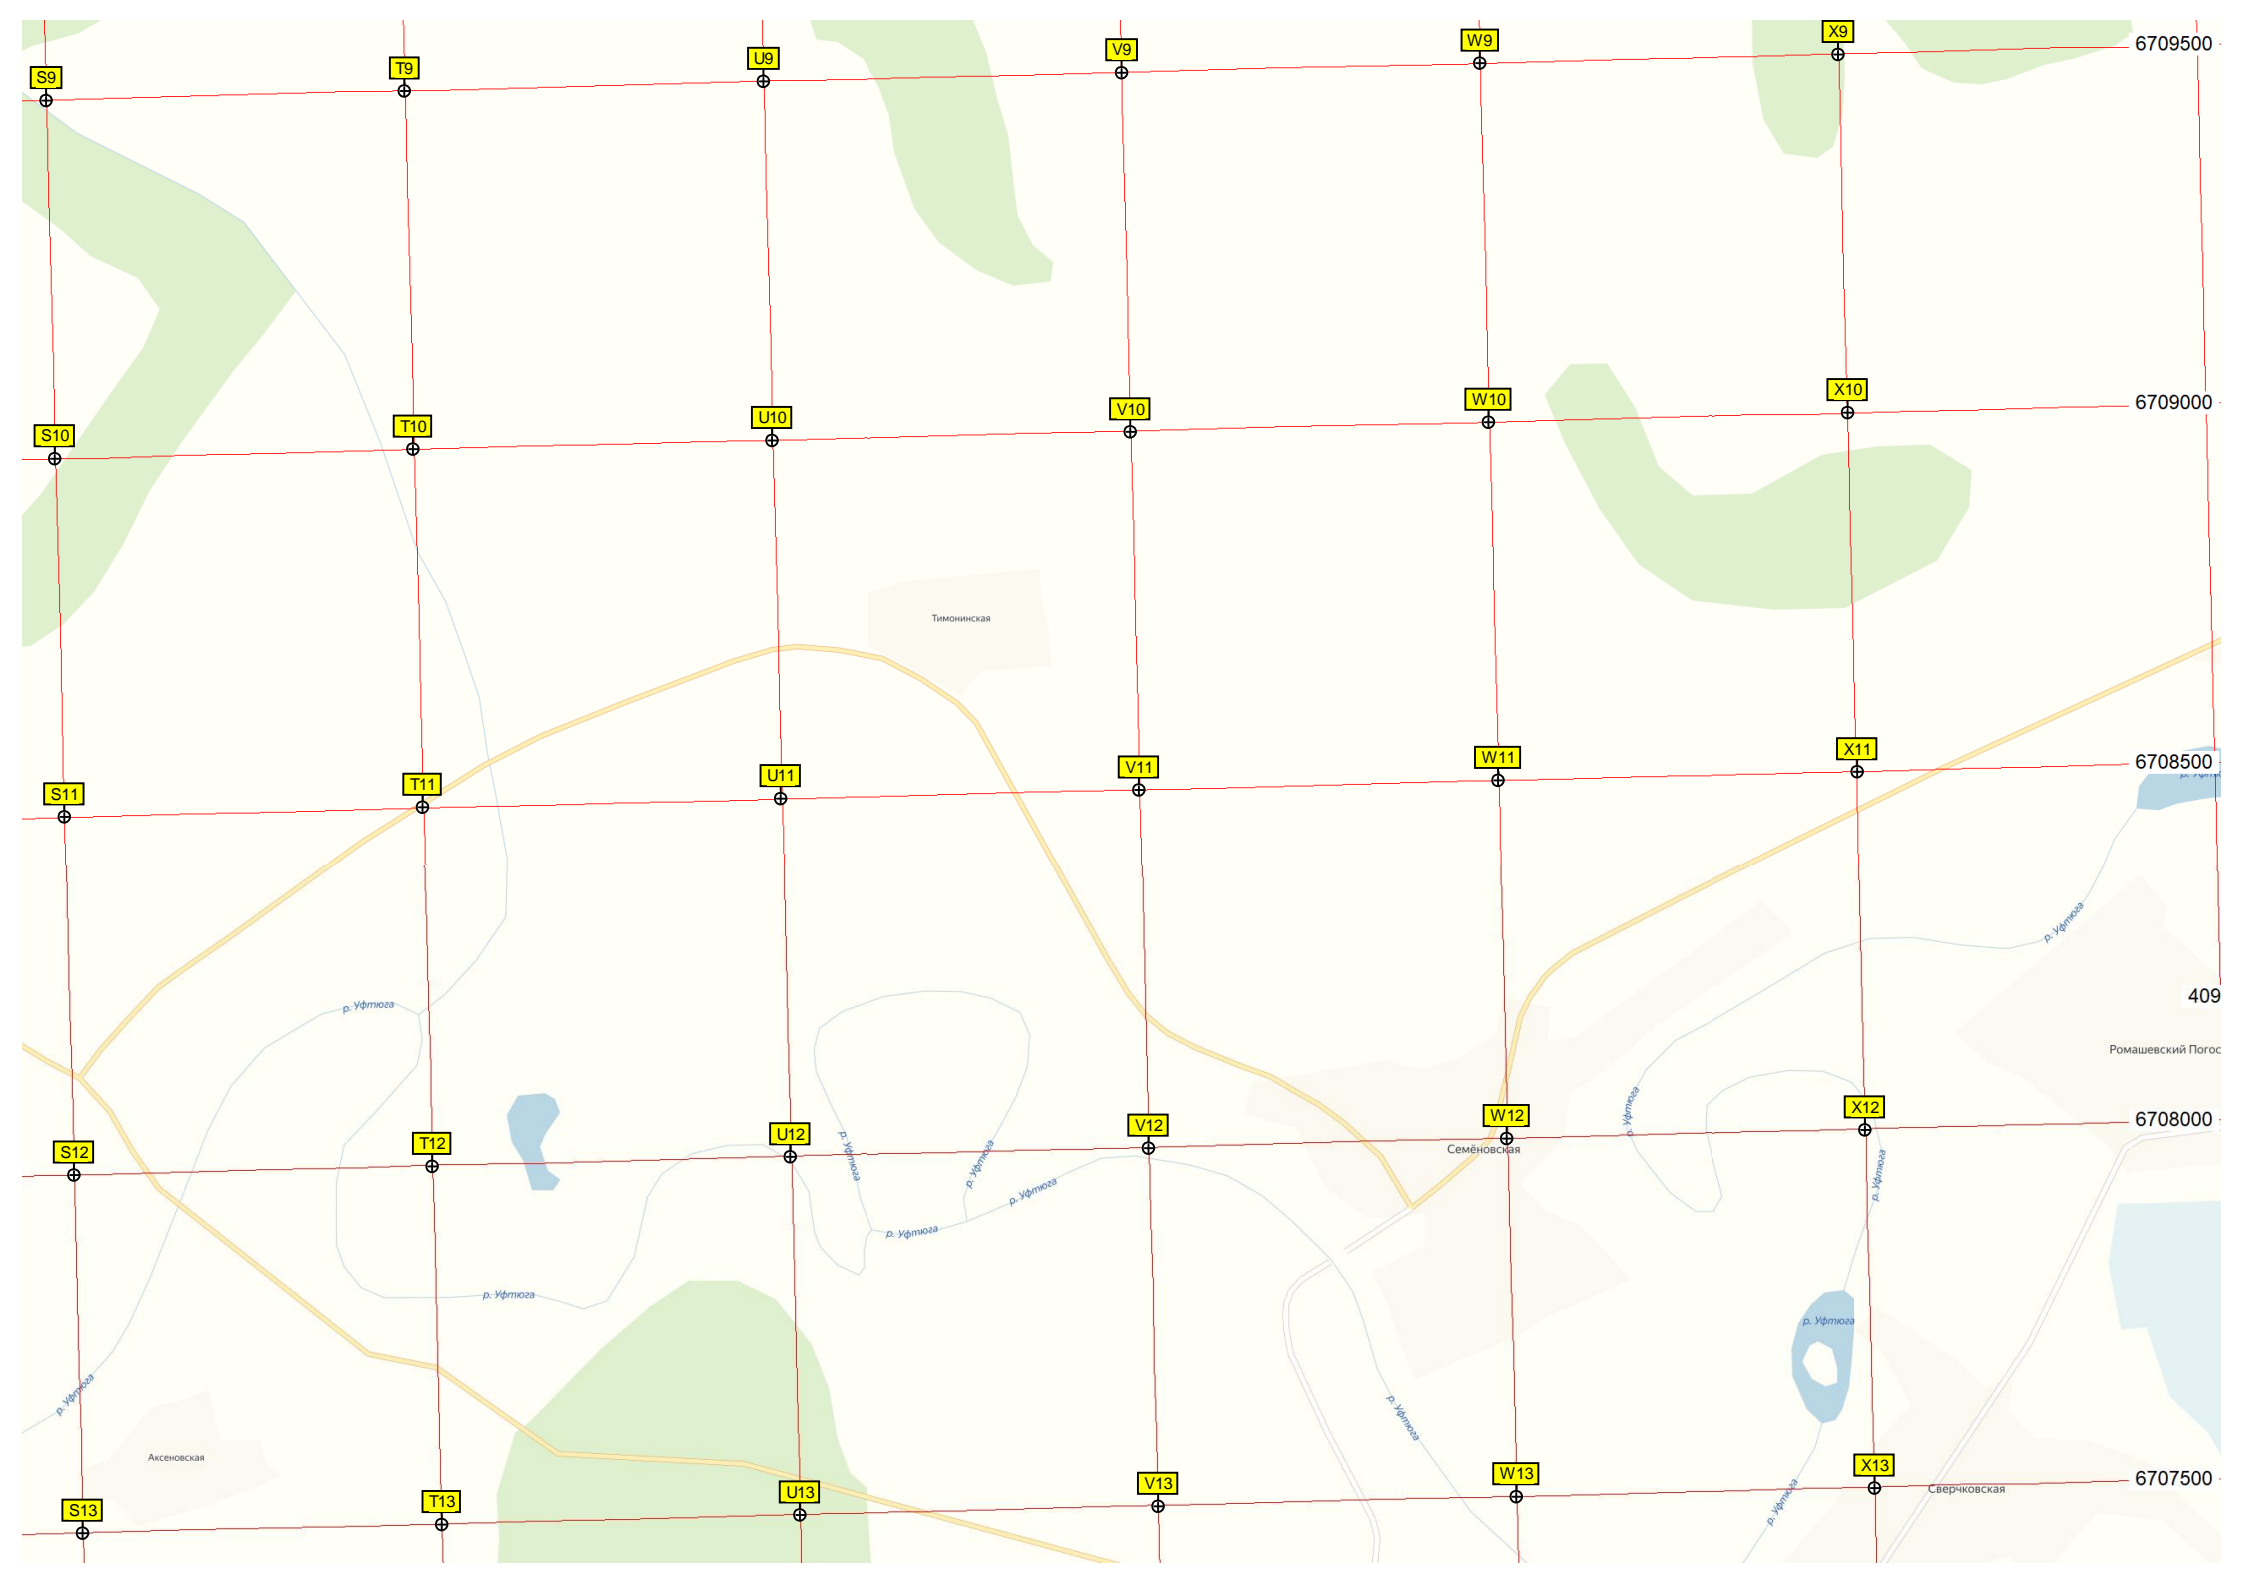 X9
W9
6709500
V9
U9
T9
S9
X10
6709000
W10
V10
U10
T10
S10
Тимонинская
X11
W11
6708500
V11
U11
T11
S11
р. Уфтюга
409
р. Уфтюга
Ромашевский Погос
р. Уфтюга
X12
W12
6708000
V12
U12
T12
S12
Семёновская
р. Уфтюга
р. Уфтюга
р. Уфтюга
р. Уфтюга
р. Уфтюга
р. Уфтюга
р. Уфтюга
р. Уфтюга
р. Уфтюга
Аксеновская
X13
W13
6707500
V13
U13
T13
S13
Сверчковская
р. Уфтюга